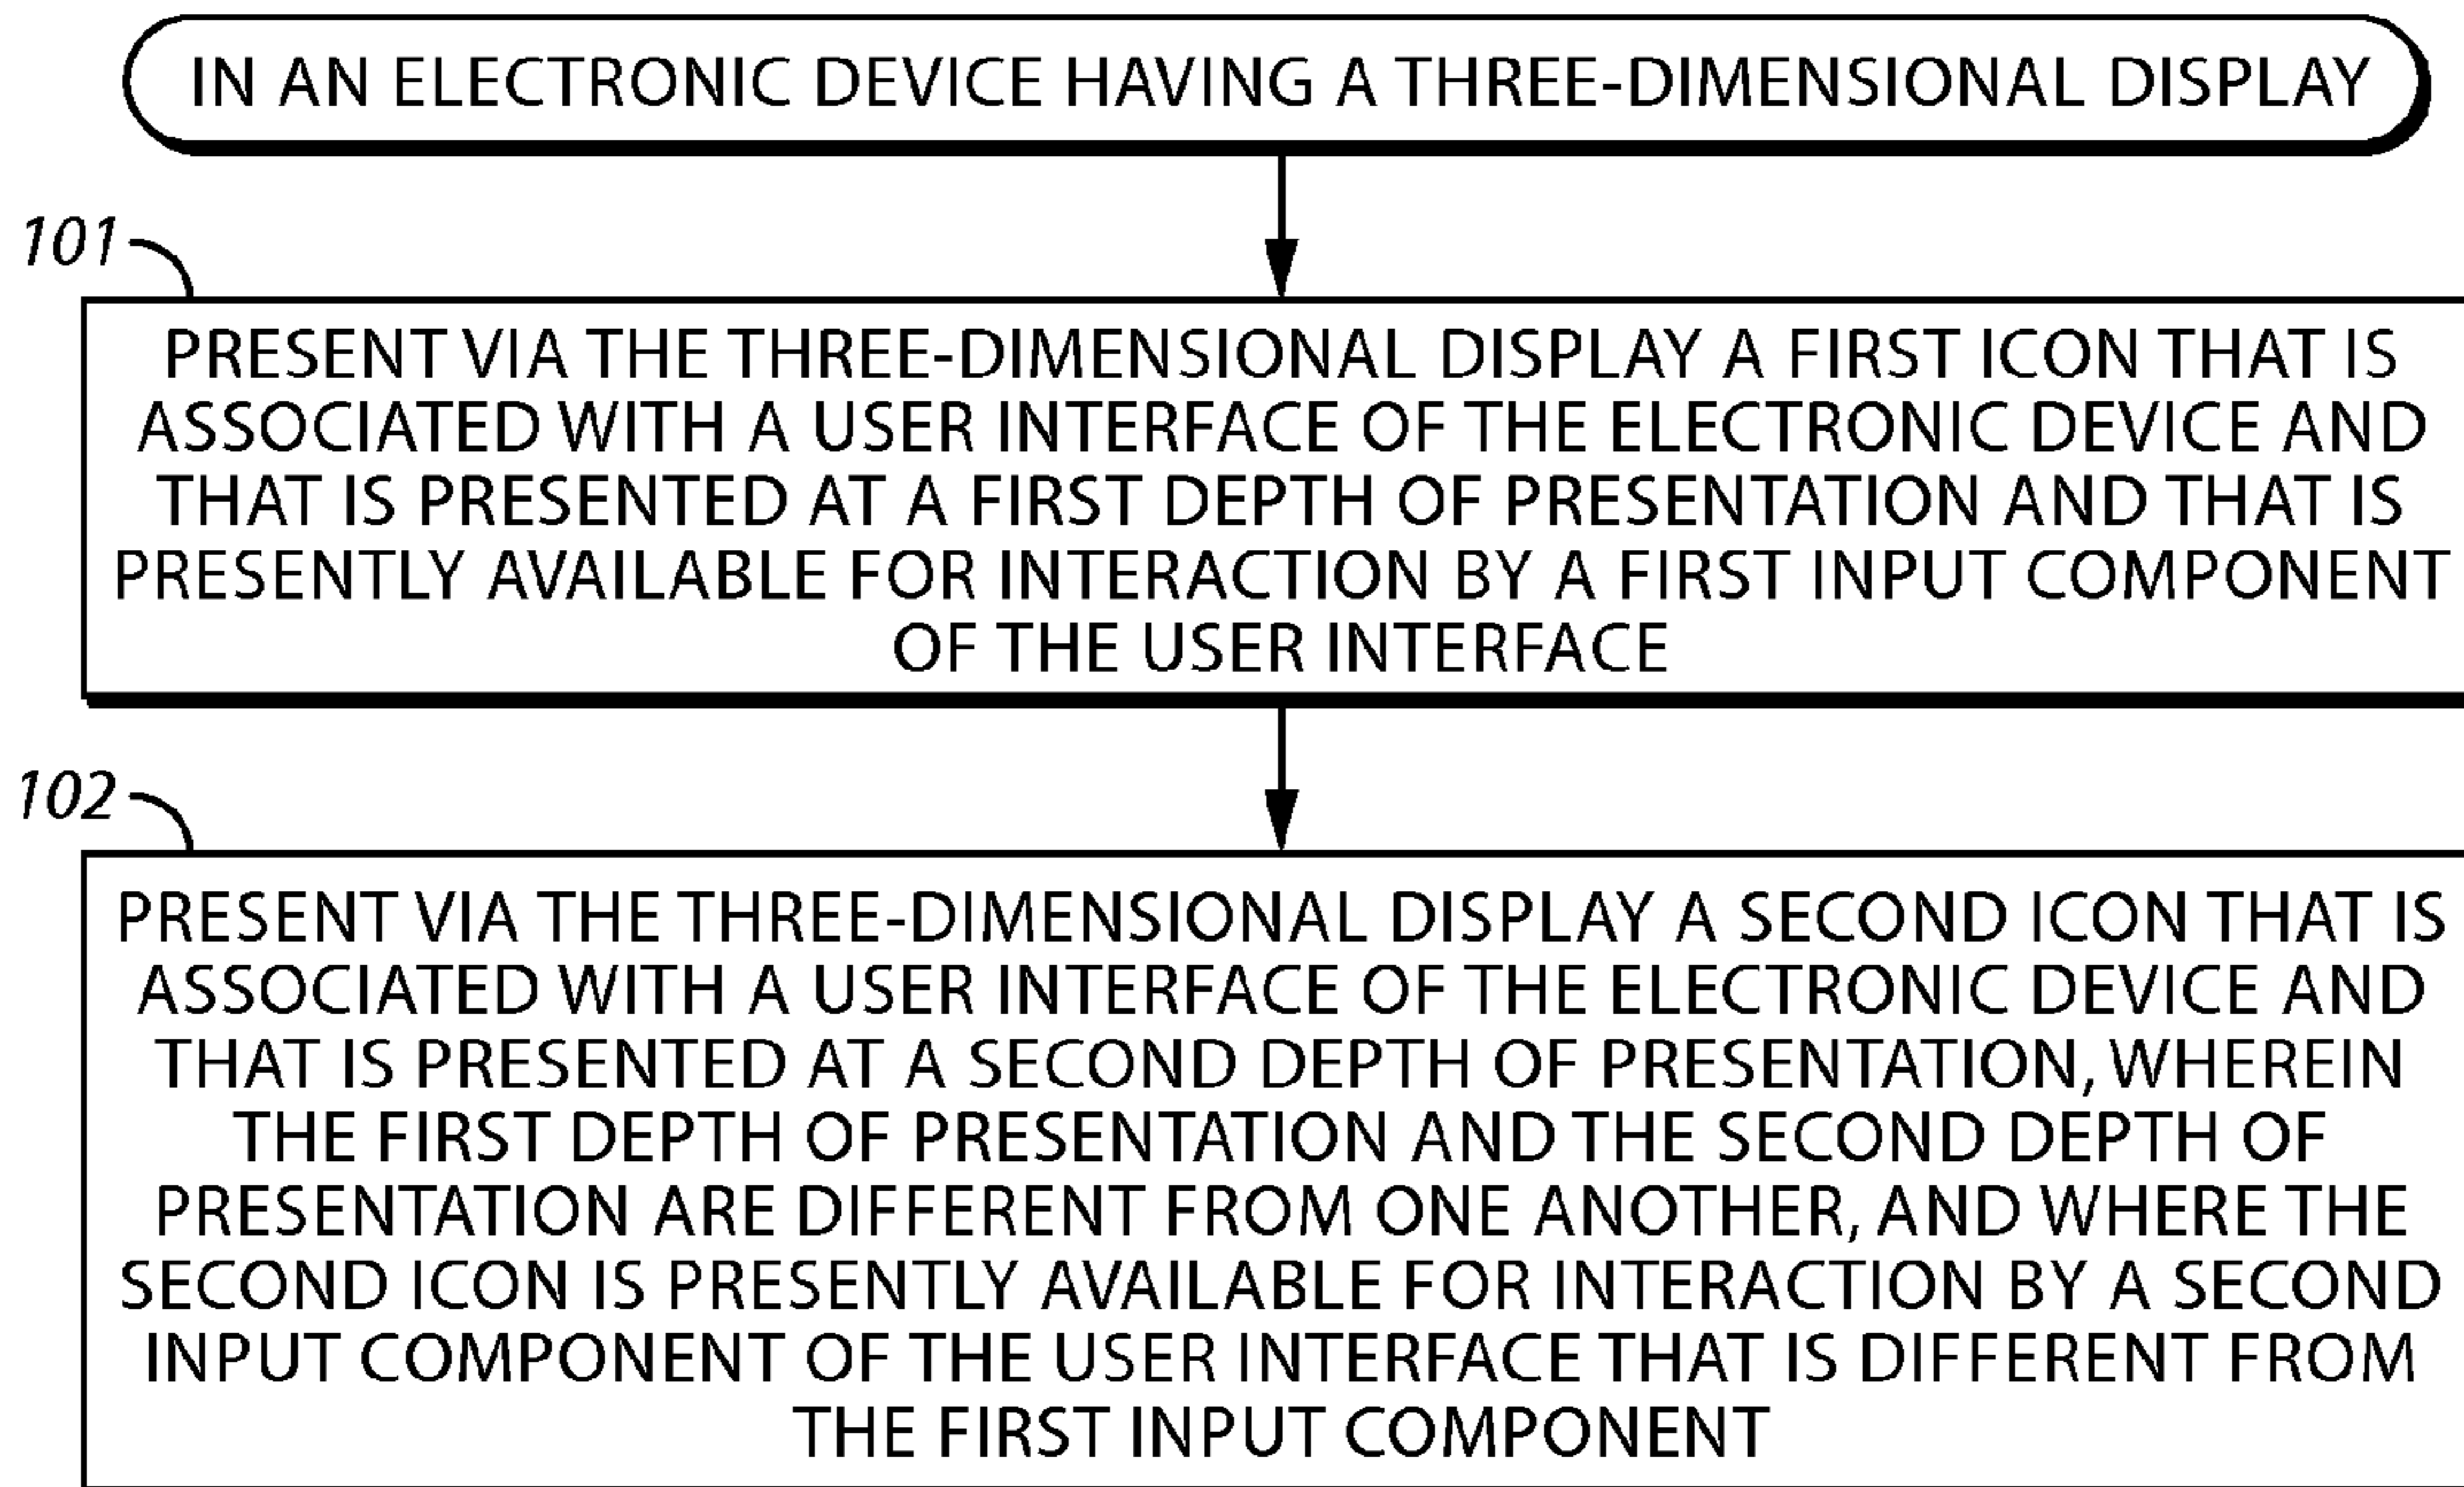 IN AN ELECTRONIC DEVICE HAVING A THREE-DIMENSIONAL DISPLAY
101
PRESENT VIA THE THREE-DIMENSIONAL DISPLAY A FIRST ICON THAT IS
ASSOCIATED WITH A USER INTERFACE OF THE ELECTRONIC DEVICE AND
THAT IS PRESENTED AT A FIRST DEPTH OF PRESENTATION AND THAT IS
PRESENTLY AVAILABLE FOR INTERACTION BY A FIRST INPUT COMPONENT
OF THE USER INTERFACE
102
PRESENT VIA THE THREE-DIMENSIONAL DISPLAY A SECOND ICON THAT IS
ASSOCIATED WITH A USER INTERFACE OF THE ELECTRONIC DEVICE AND
THAT IS PRESENTED AT A SECOND DEPTH OF PRESENTATION, WHEREIN
THE FIRST DEPTH OF PRESENTATION AND THE SECOND DEPTH OF
PRESENTATION ARE DIFFERENT FROM ONE ANOTHER, AND WHERE THE
SECOND ICON IS PRESENTLY AVAILABLE FOR INTERACTION BY A SECOND
INPUT COMPONENT OF THE USER INTERFACE THAT IS DIFFERENT FROM
THE FIRST INPUT COMPONENT